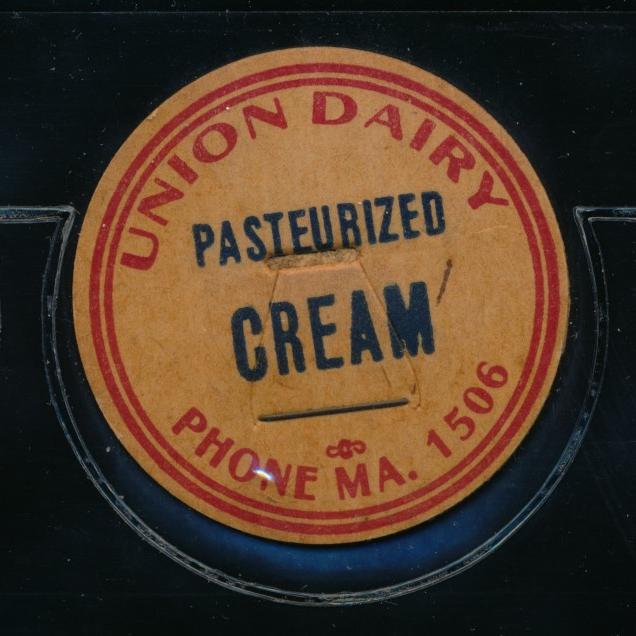 UNION DAIRY
PASTEURIZED
CREAM
PHONE MA. 1506